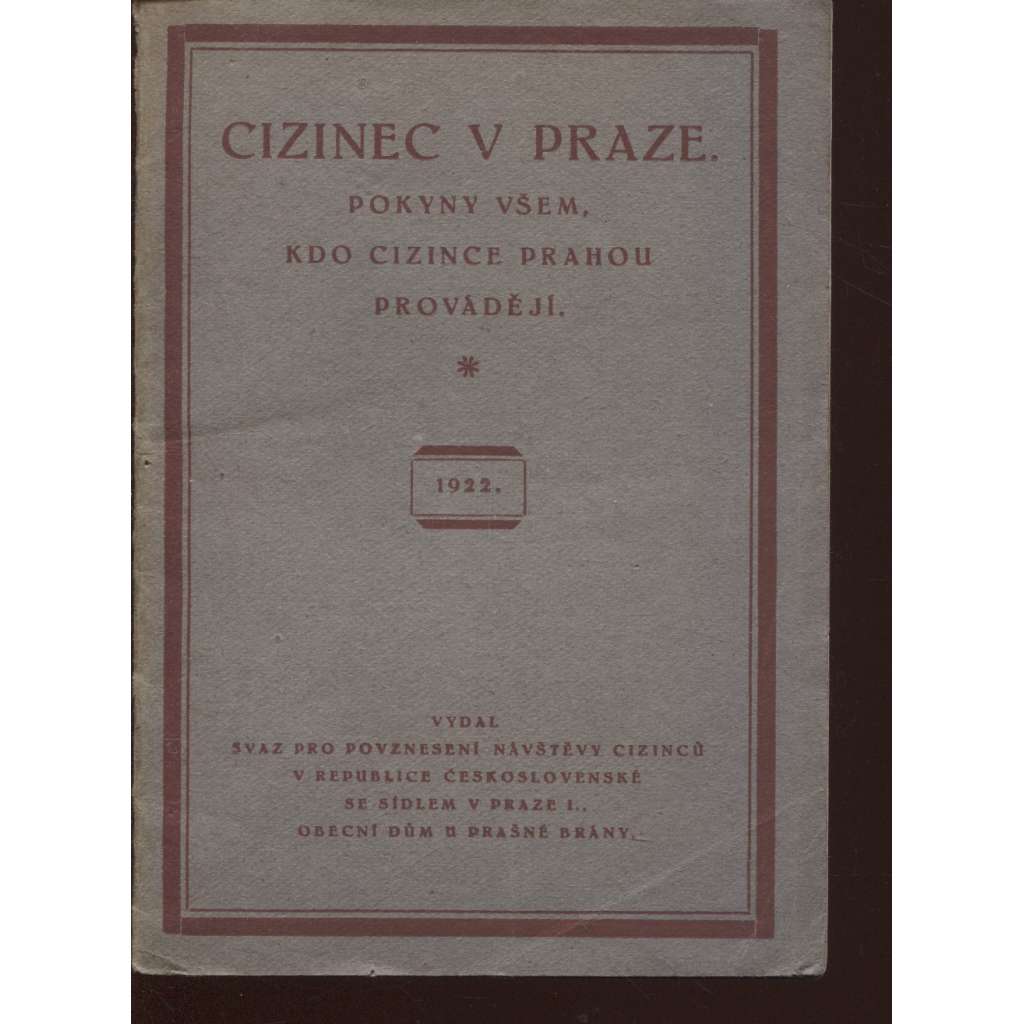 CIZINEC V PRAZE.
POKYNY VŠEM,
KDO CIZINCE PRAHOU
PROVÁDĚJÍ.
1922.
VYDAL
SVAZ PRO POVZNESENÍ NÁVŠTĚVY CIZINCŮ
V REPUBLICE ČESKOSLOVENSKÉ
SE SÍDLEM V PRAZE I.,
OBECNÍ DŮM U PRAŠNÉ BRÁNY.